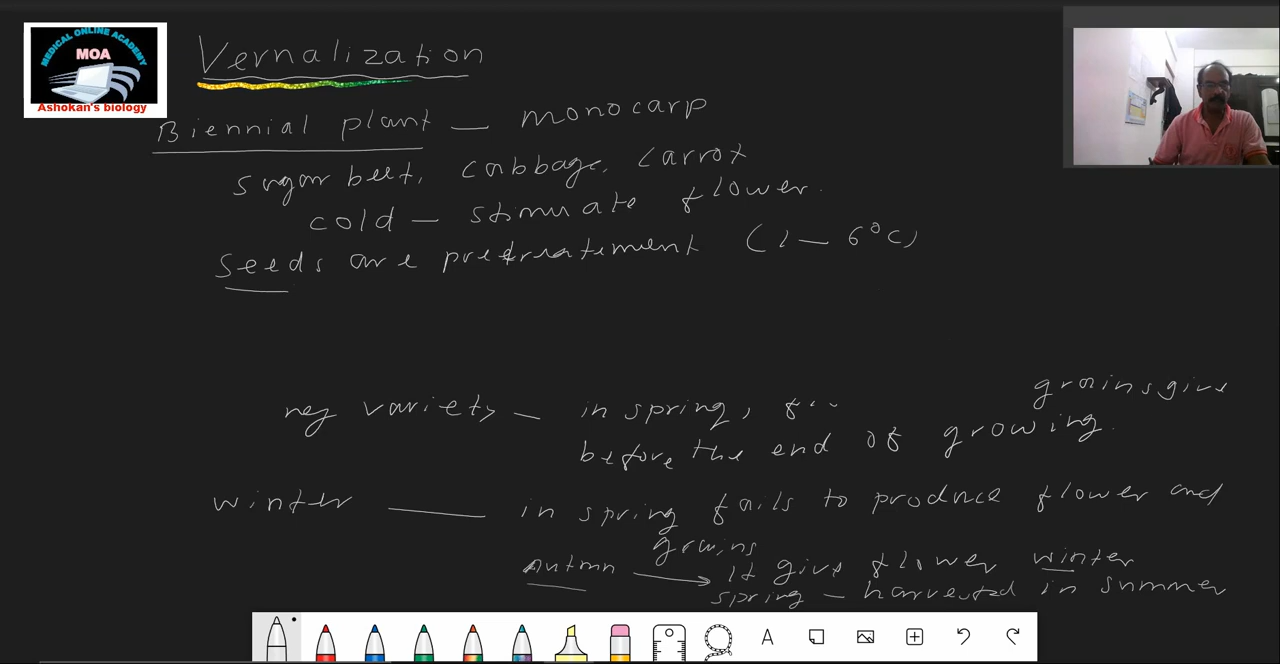 MEDICAL ONLINE ACADEMY
MOA
Ashokan's biology
Vernalization
Biennial plant — monocarp
sugar beet, cabbage, carrot
cold — stimulate flower.
seeds are pretreatement ( — 6°C)
variety — in spring,
grains give
before the end of growing.
winter — in spring fails to produce flower and
grains
Autmn → It give flower winter
spring — harvested in summer
A